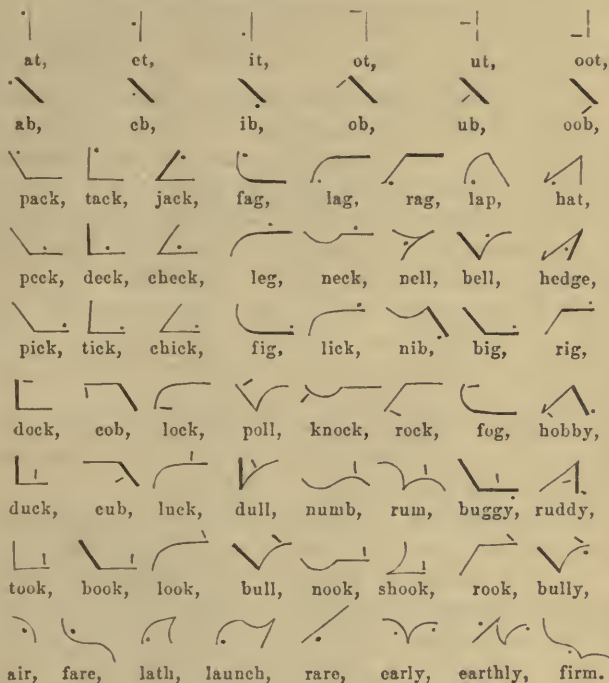 at, et, it, ot, ut, oot,
ab, eb, ib, ob, ub, oob,
pack, tack, jack, fag, lag, rag, lap, hat,
peck, deck, check, leg, neck, nell, bell, hedge,
pick, tick, chick, fig, lick, nib, big, rig,
dock, cob, lock, poll, knock, rock, fog, hobby,
duck, cub, luck, dull, numb, rum, buggy, ruddy,
took, book, look, bull, nook, shook, rook, bully,
air, fare, lath, launch, rare, early, earthly, firm.